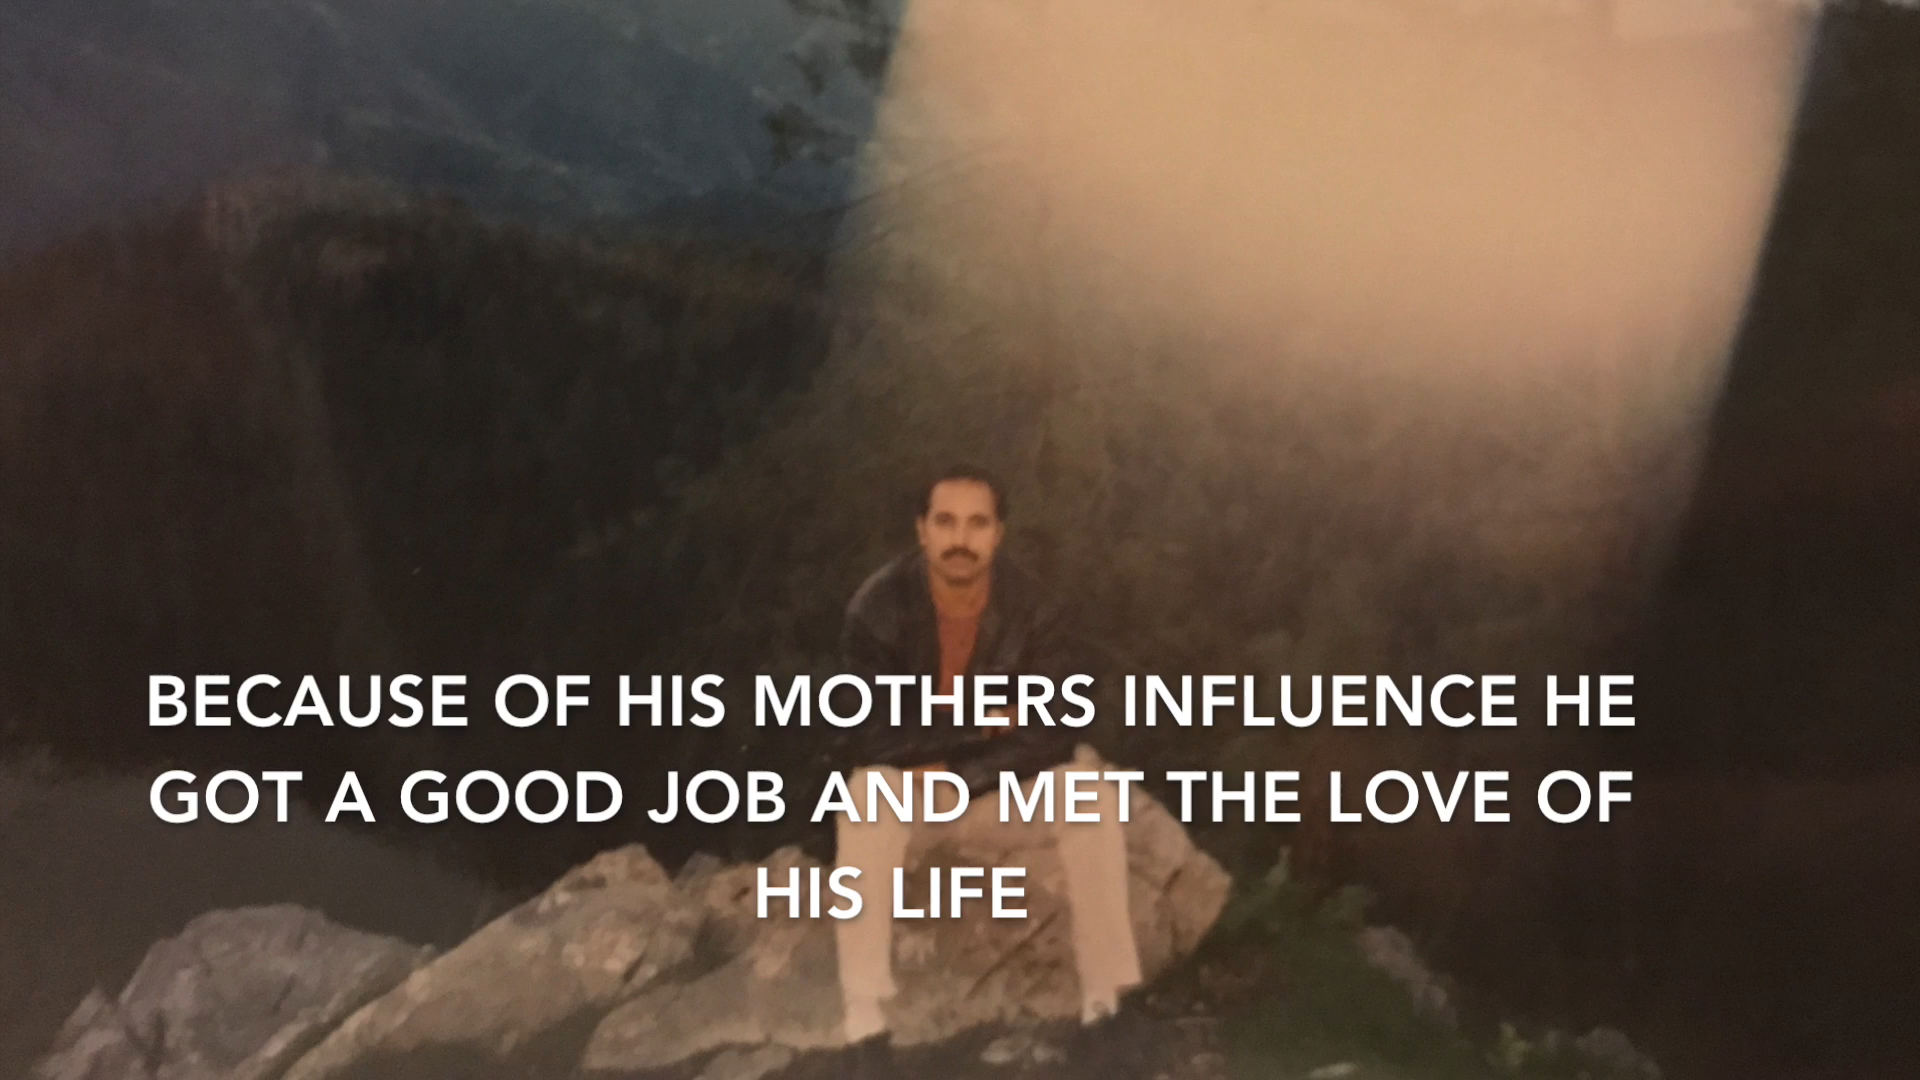 BECAUSE OF HIS MOTHERS INFLUENCE HE
GOT A GOOD JOB AND MET THE LOVE OF
HIS LIFE